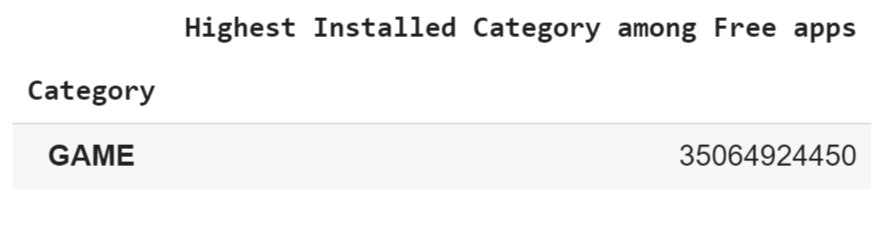 Highest Installed Category among Free apps
Category
GAME 35064924450